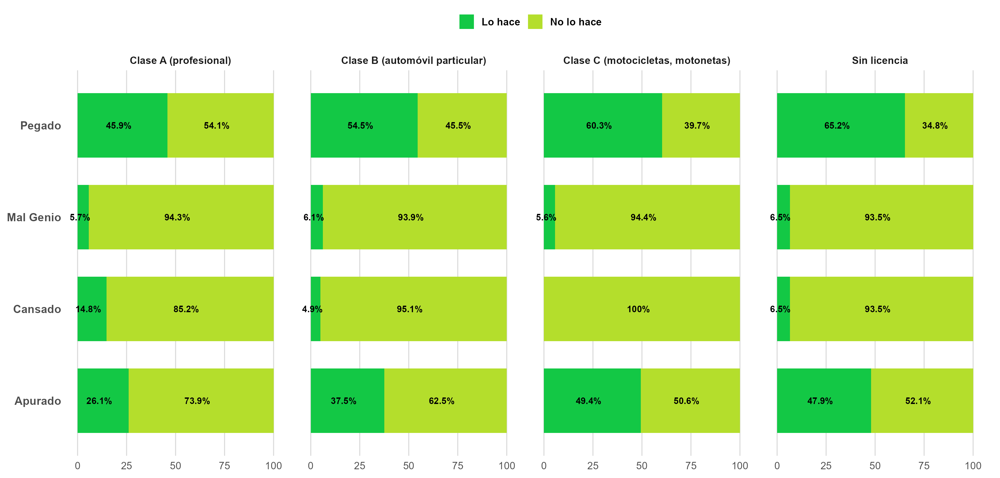 Lo hace No lo hace
Clase A (profesional) Clase B (automóvil particular) Clase C (motocicletas, motonetas) Sin licencia
Pegado 45.9% 54.1% 54.5% 45.5% 60.3% 39.7% 65.2% 34.8%
Mal Genio 5.7% 94.3% 6.1% 93.9% 5.6% 94.4% 6.5% 93.5%
Cansado 14.8% 85.2% 4.9% 95.1% 100% 6.5% 93.5%
Apurado 26.1% 73.9% 37.5% 62.5% 49.4% 50.6% 47.9% 52.1%
0 25 50 75 100 0 25 50 75 100 0 25 50 75 100 0 25 50 75 100